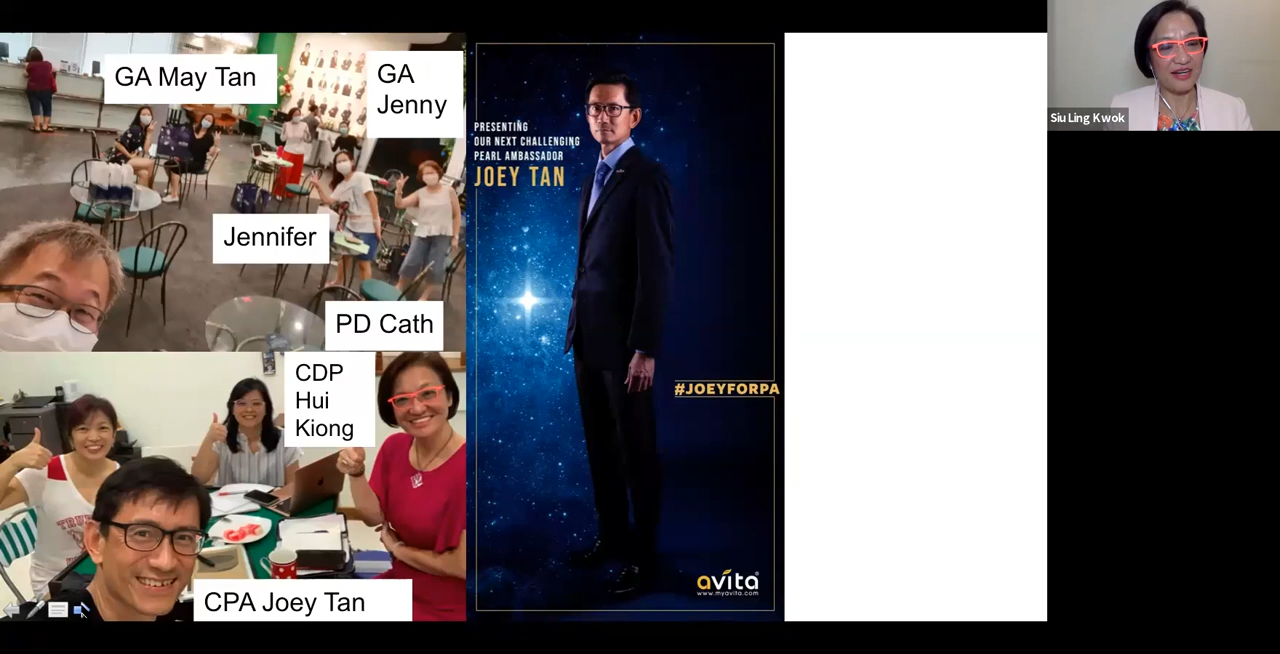 GA May Tan
GA
Jenny
Jennifer
PD Cath
CDP
Hui
Kiong
CPA Joey Tan
PRESENTING
OUR NEXT CHALLENGING
PEARL AMBASSADOR
JOEY TAN
#JOEYFORPA
avita
www.myavita.com
Siu Ling Kwok